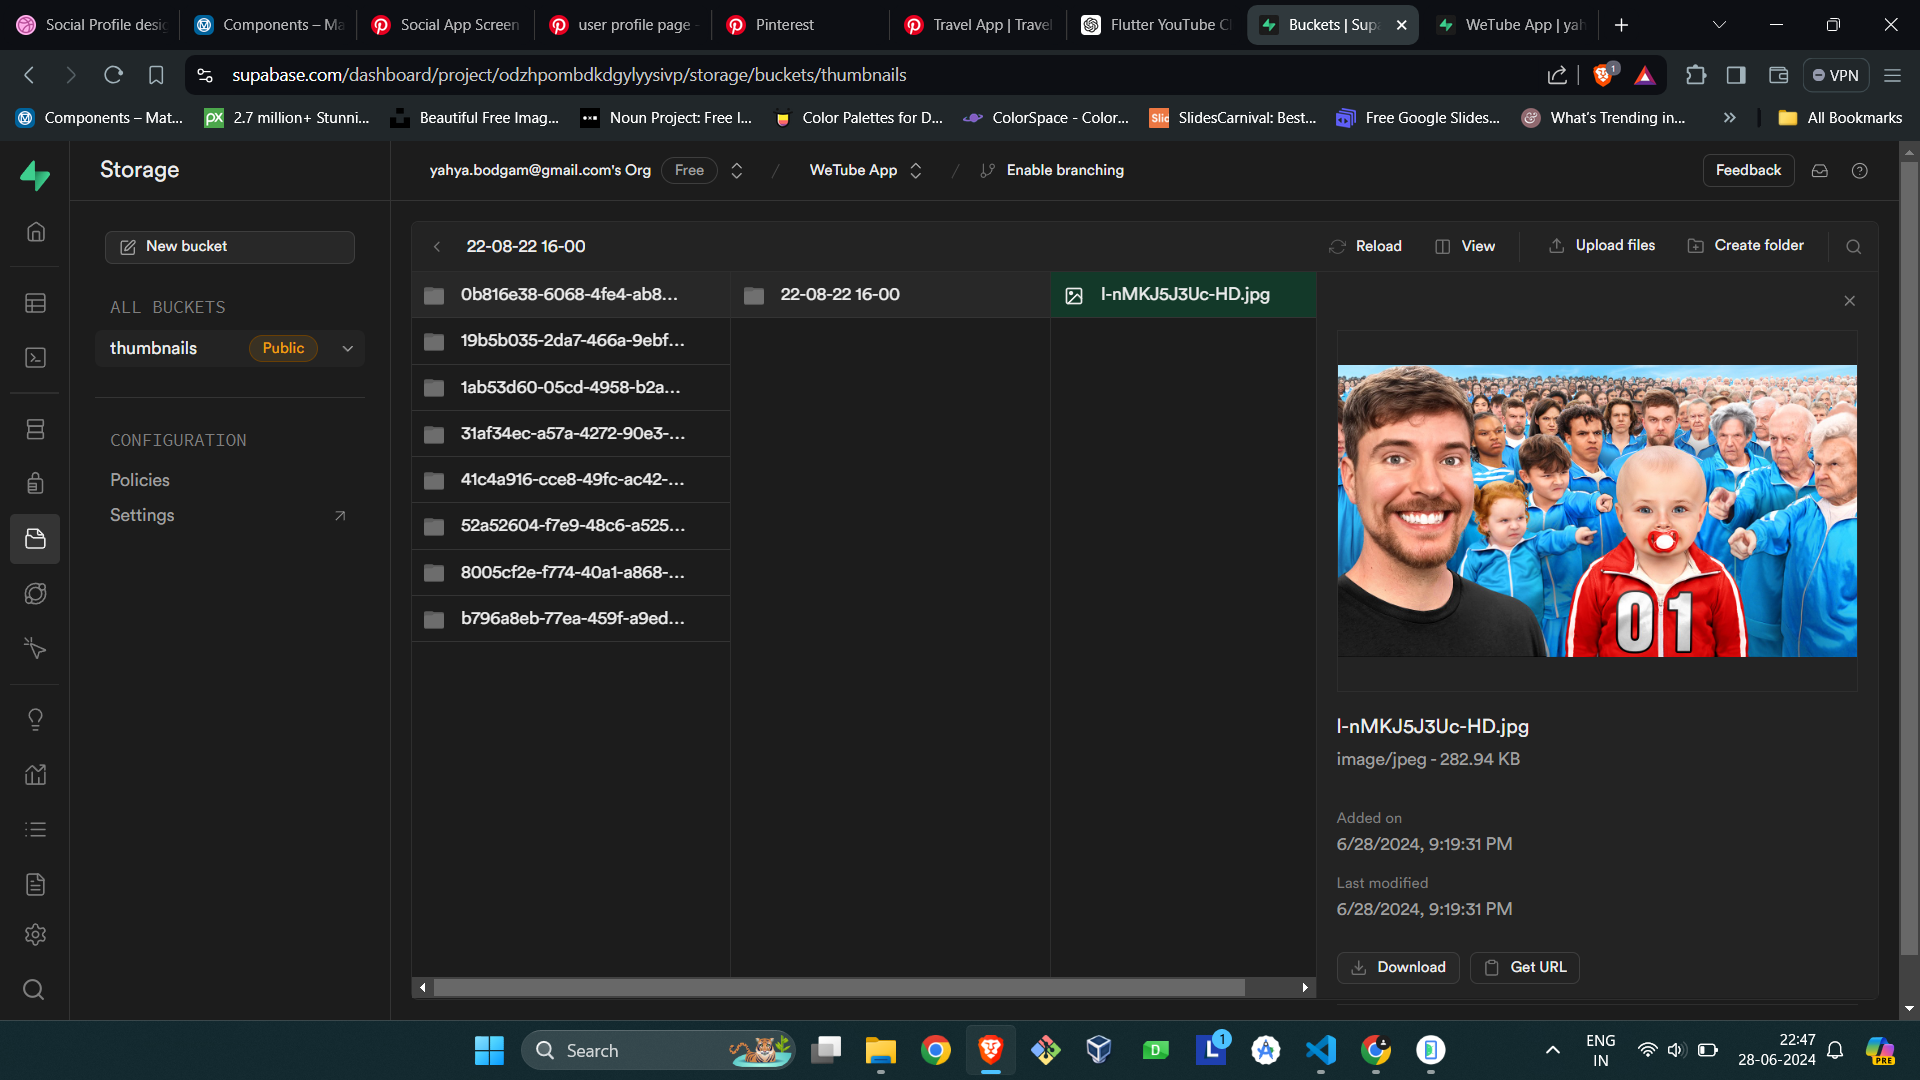 Social Profile desig
Components – Ma
Social App Screen
user profile page -
Pinterest
Travel App | Travel
Flutter YouTube Cl
Buckets | Supa
WeTube App | yah
supabase.com/dashboard/project/odzhpombdkdgylyysivp/storage/buckets/thumbnails
1
VPN
Components – Mat...
2.7 million+ Stunni...
Beautiful Free Imag...
Noun Project: Free I...
Color Palettes for D...
ColorSpace - Color...
SlidesCarnival: Best...
Free Google Slides...
What's Trending in...
All Bookmarks
Storage
yahya.bodgam@gmail.com's Org
Free
/
WeTube App
/
Enable branching
Feedback
New bucket
ALL BUCKETS
thumbnails
Public
CONFIGURATION
Policies
Settings
22-08-22 16-00
Reload
View
Upload files
Create folder
0b816e38-6068-4fe4-ab8...
19b5b035-2da7-466a-9ebf...
1ab53d60-05cd-4958-b2a...
31af34ec-a57a-4272-90e3-...
41c4a916-cce8-49fc-ac42-...
52a52604-f7e9-48c6-a525...
8005cf2e-f774-40a1-a868-...
b796a8eb-77ea-459f-a9ed...
22-08-22 16-00
l-nMKJ5J3Uc-HD.jpg
01
l-nMKJ5J3Uc-HD.jpg
image/jpeg - 282.94 KB
Added on
6/28/2024, 9:19:31 PM
Last modified
6/28/2024, 9:19:31 PM
Download
Get URL
Search
D
L
1
ENG
IN
22:47
28-06-2024
PRE